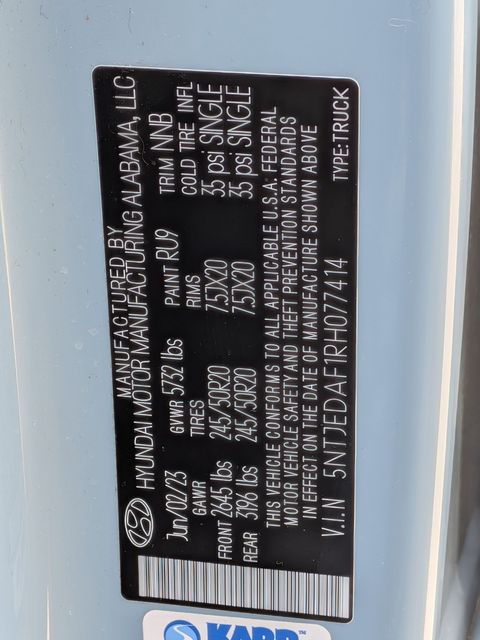 MANUFACTURED BY
HYUNDAI MOTOR MANUFACTURING ALABAMA, LLC
Jun/02/23 GVWR 5732 lbs PAINT RU9 TRIM NNB
GAWR TIRES RIMS COLD TIRE INFL
FRONT 2645 lbs 245/50R20 7.5JX20 35 psi SINGLE
REAR 3196 lbs 245/50R20 7.5JX20 35 psi SINGLE
THIS VEHICLE CONFORMS TO ALL APPLICABLE U.S.A. FEDERAL
MOTOR VEHICLE SAFETY AND THEFT PREVENTION STANDARDS
IN EFFECT ON THE DATE OF MANUFACTURE SHOWN ABOVE
V.I.N 5NTJEDAF1RH077414 TYPE:TRUCK